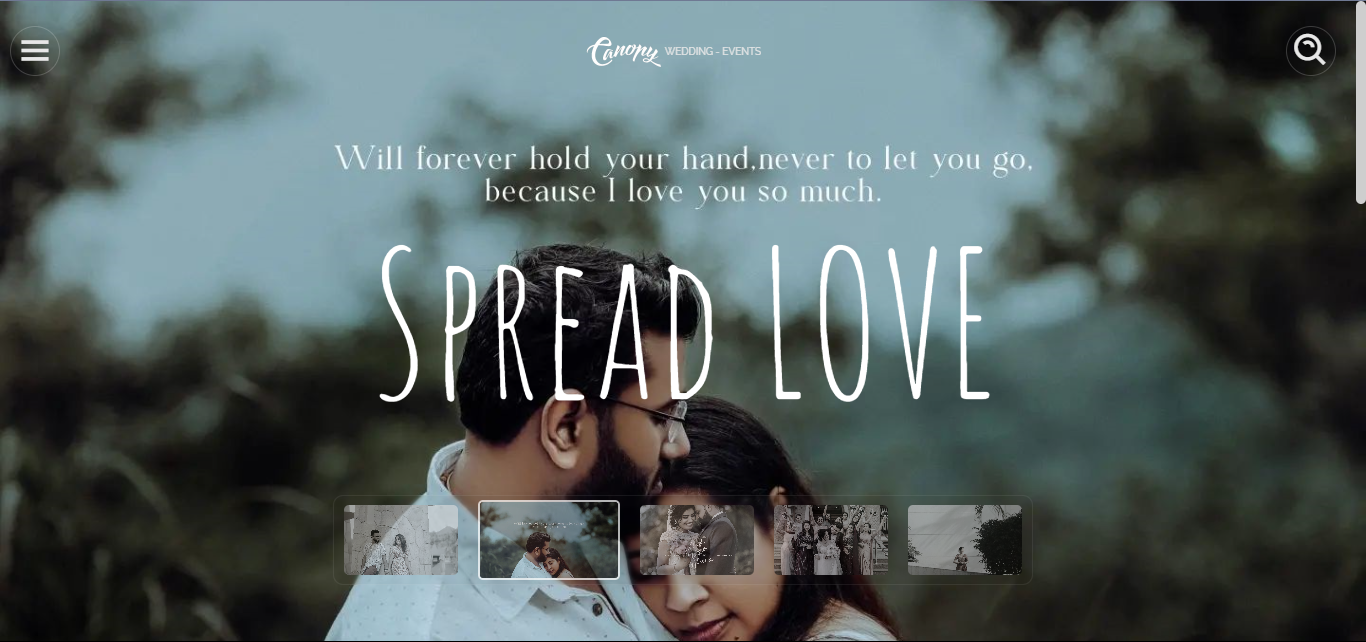 Canopy WEDDING - EVENTS
Will forever hold your hand,never to let you go,
because I love you so much.
SPREAD LOVE